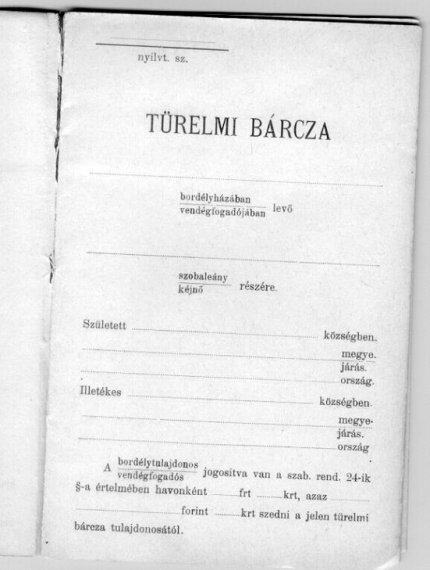 nyilvt. sz.
TÜRELMI BÁRCZA
bordélyházában
vendégfogadójában levő
szobaleány
kéjnő részére.
Született községben.
megye.
járás.
ország.
Illetékes községben.
megye.
járás.
ország
A bordélytulajdonos
vendégfogadós jogosítva van a szab. rend. 24-ik
§-a értelmében havonként frt krt, azaz
forint krt szedni a jelen türelmi
bárcza tulajdonosától.